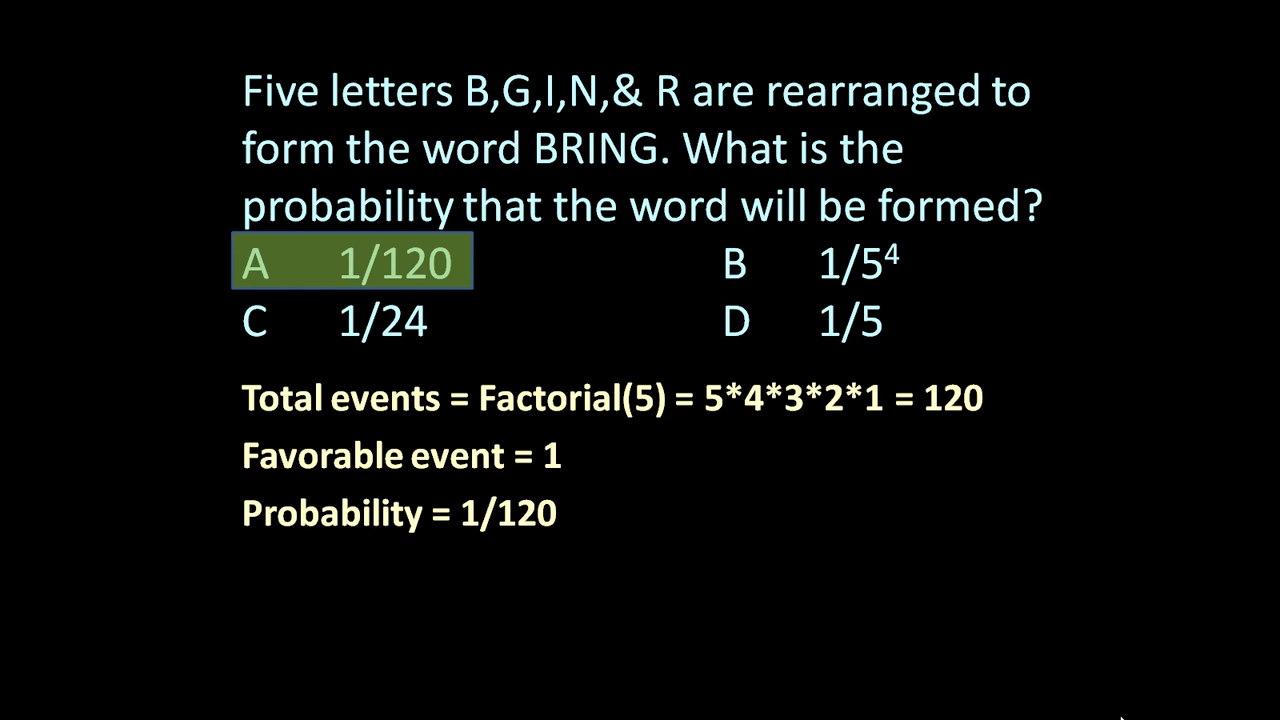 Five letters B,G,I,N,& R are rearranged to
form the word BRING. What is the
probability that the word will be formed?
A 1/120 B 1/5⁴
C 1/24 D 1/5
Total events = Factorial(5) = 5*4*3*2*1 = 120
Favorable event = 1
Probability = 1/120